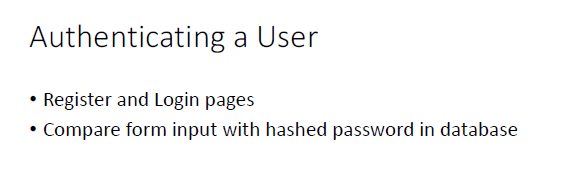 Authenticating a User
• Register and Login pages
• Compare form input with hashed password in database